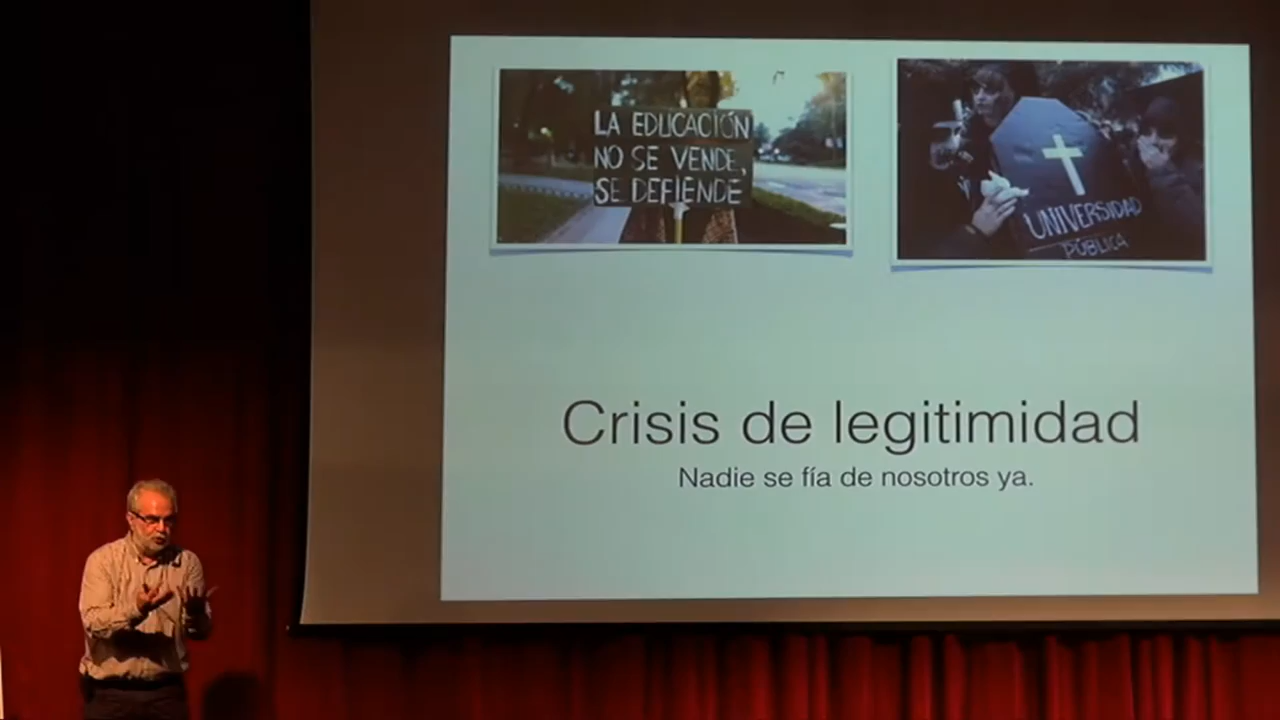 LA EDUCACIÓN
NO SE VENDE,
SE DEFIENDE
UNIVERSIDAD
PÚBLICA
Crisis de legitimidad
Nadie se fía de nosotros ya.